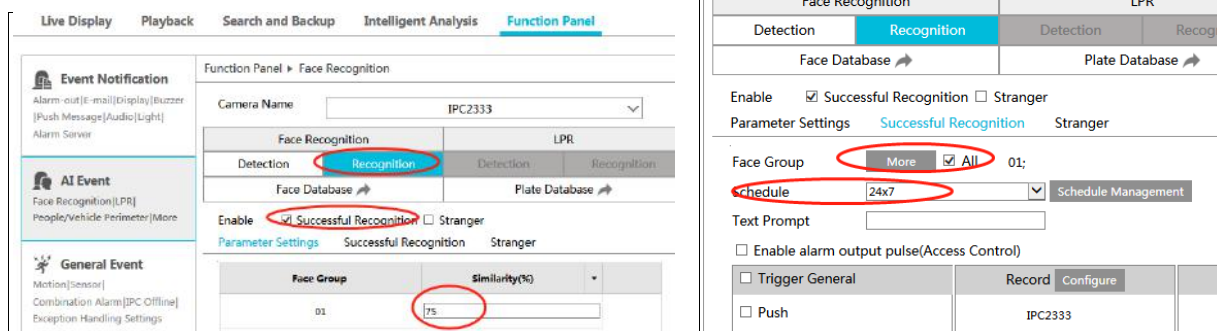 Live Display Playback Search and Backup Intelligent Analysis Function Panel
Event Notification
Alarm-out|E-mail|Display|Buzzer
|Push Message|Audio|Light|
Alarm Server
AI Event
Face Recognition|LPR|
People/Vehicle Perimeter|More
General Event
Motion|Sensor|
Combination Alarm|IPC Offline|
Exception Handling Settings
Function Panel Face Recognition
Camera Name IPC2333
Face Recognition LPR
Detection Recognition Detection Recognition
Face Database Plate Database
Enable Successful Recognition Stranger
Parameter Settings Successful Recognition Stranger
Face Group Similarity(%)
01 75
Face Recognition LPR
Detection Recognition Detection Recog
Face Database Plate Database
Enable Successful Recognition Stranger
Parameter Settings Successful Recognition Stranger
Face Group More All 01;
Schedule 24x7 Schedule Management
Text Prompt
Enable alarm output pulse(Access Control)
Trigger General Record Configure
Push IPC2333